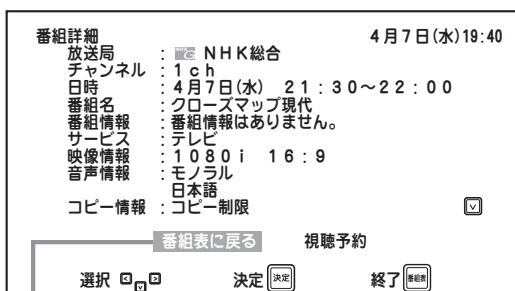 番組詳細 4月7日(水)19:40
放送局 : NHK G NHK総合
チャンネル : 1ch
日時 : 4月7日(水) 21:30~22:00
番組名 : クローズマップ現代
番組情報 : 番組情報はありません。
サービス : テレビ
映像情報 : 1080i 16:9
音声情報 : モノラル
日本語
コピー情報 : コピー制限
番組表に戻る 視聴予約
選択 決定 決定 終了 番組表